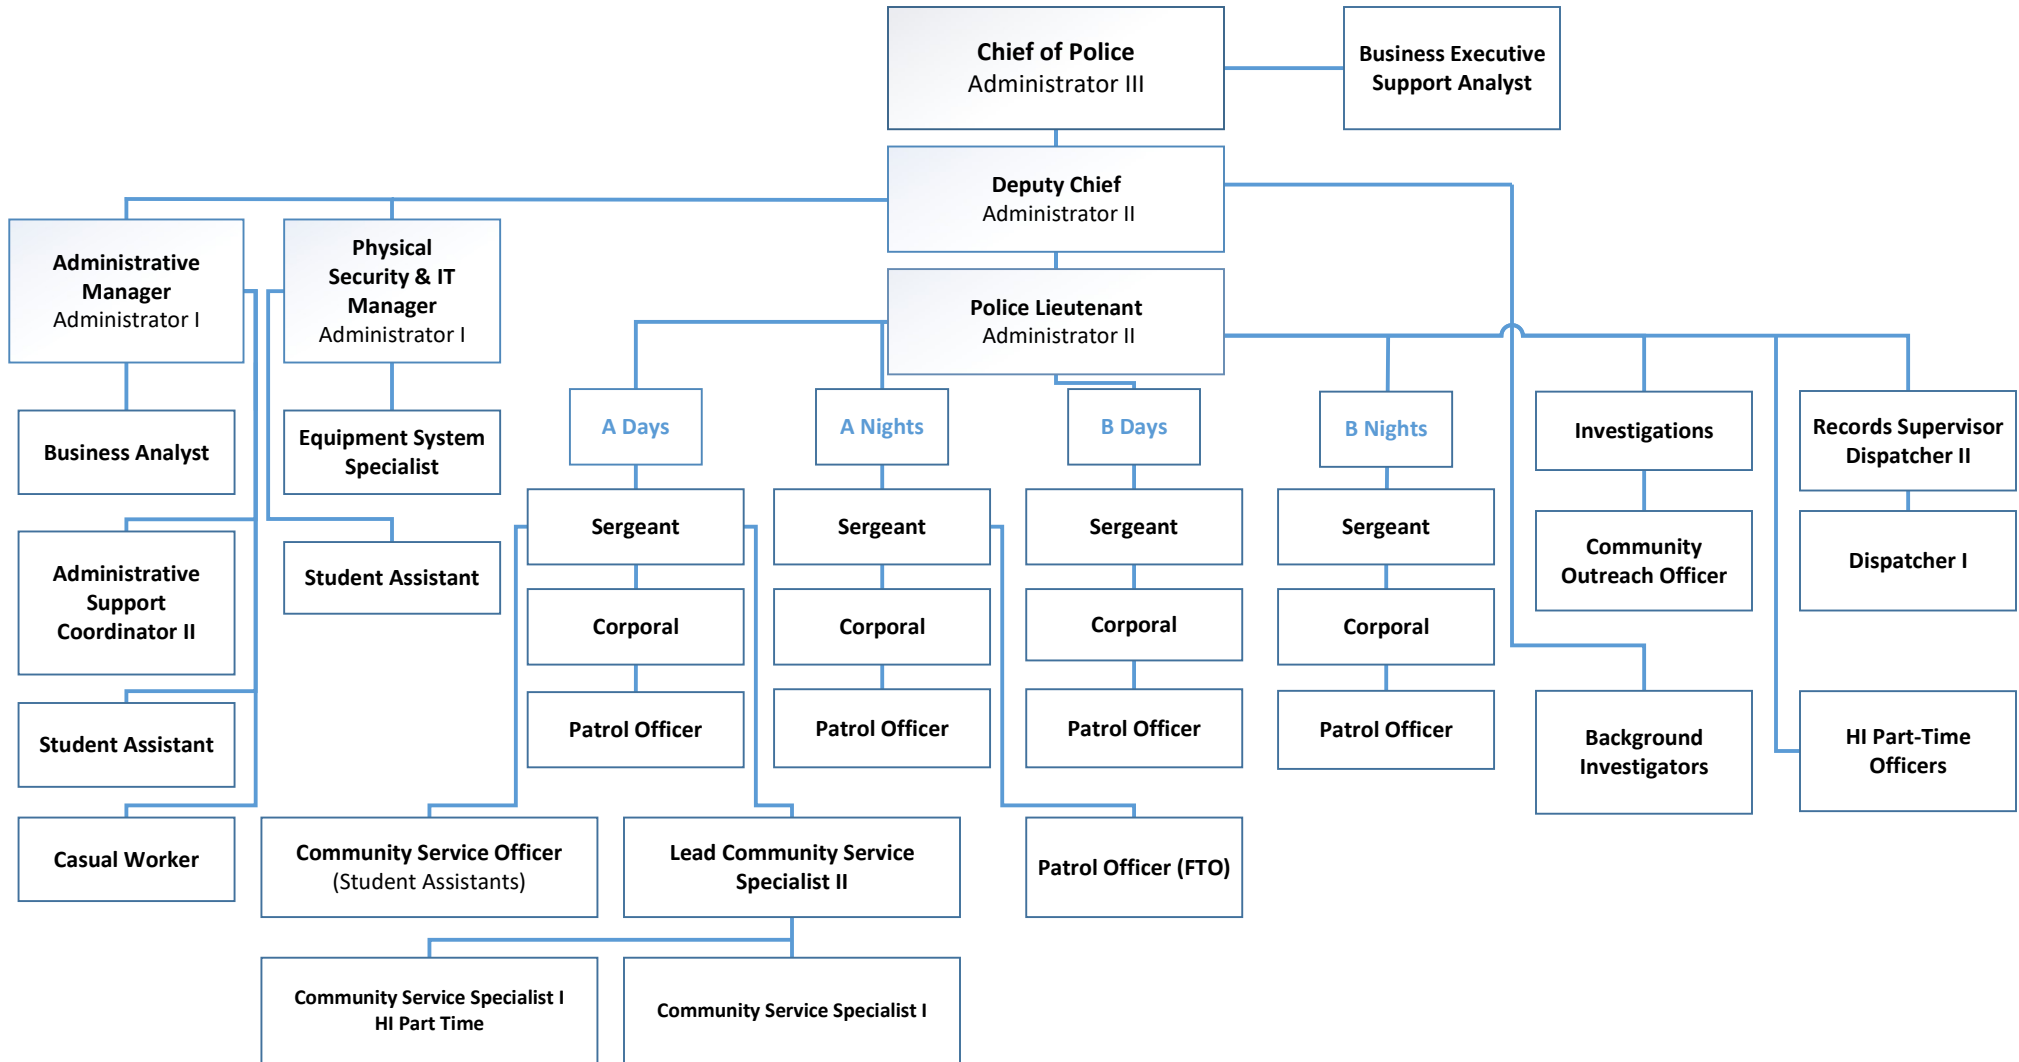 Chief of Police
Administrator III
Business Executive
Support Analyst
Deputy Chief
Administrator II
Administrative
Manager
Administrator I
Physical
Security & IT
Manager
Administrator I
Police Lieutenant
Administrator II
Business Analyst
Equipment System
Specialist
A Days
A Nights
B Days
B Nights
Investigations
Records Supervisor
Dispatcher II
Administrative
Support
Coordinator II
Student Assistant
Sergeant
Sergeant
Sergeant
Sergeant
Community
Outreach Officer
Dispatcher I
Corporal
Corporal
Corporal
Corporal
Student Assistant
Patrol Officer
Patrol Officer
Patrol Officer
Patrol Officer
Background
Investigators
HI Part-Time
Officers
Casual Worker
Community Service Officer
(Student Assistants)
Lead Community Service
Specialist II
Patrol Officer (FTO)
Community Service Specialist I
HI Part Time
Community Service Specialist I